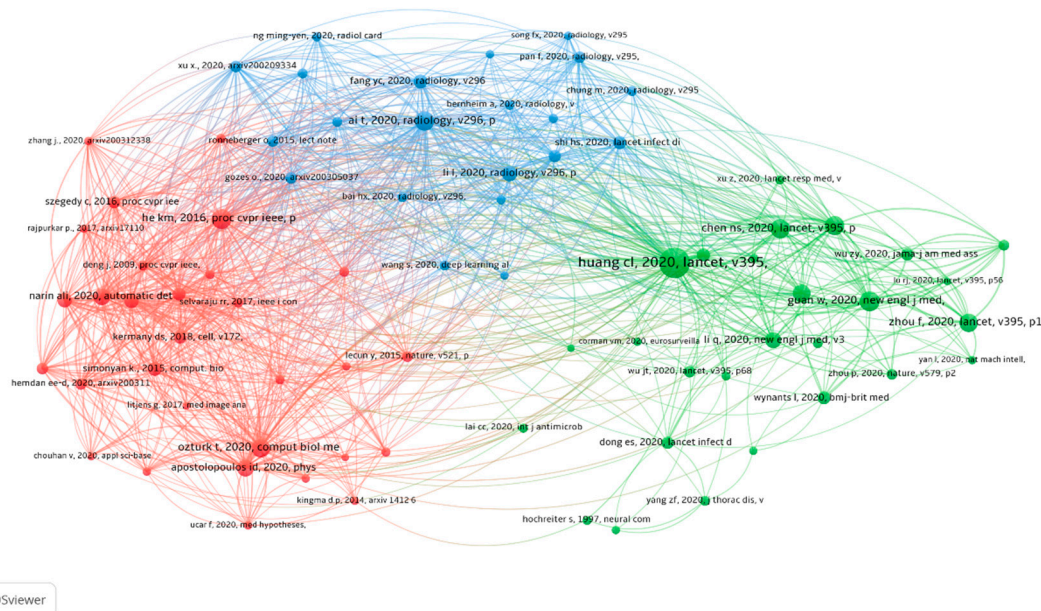 ng ming-yen, 2020, radiol card
song fx, 2020, radiology, v295
xu x., 2020, arxiv200209334
pan f, 2020, radiology, v295,
fang yc, 2020, radiology, v296
chung m, 2020, radiology, v295
bernheim a, 2020, radiology, v
ai t, 2020, radiology, v296, p
zhang j., 2020, arxiv200312338
ronneberger o, 2015, lect note
shi hs, 2020, lancet infect di
gozes o., 2020, arxiv200305037
li l, 2020, radiology, v296, p
xu z, 2020, lancet resp med, v
bai hx, 2020, radiology, v296,
szegedy c, 2016, proc cvpr ieee
he km, 2016, proc cvpr ieee, p
rajpurkar p., 2017, arxiv17110
chen ns, 2020, lancet, v395, p
wu zy, 2020, jama-j am med ass
deng j, 2009, proc cvpr ieee,
wang s, 2020, deep learning al
huang cl, 2020, lancet, v395,
lu rj, 2020, lancet, v395, p56
narin ali, 2020, automatic det
selvaraju rr, 2017, ieee i con
guan w, 2020, new engl j med,
zhou f, 2020, lancet, v395, p1
kermany ds, 2018, cell, v172,
corman vm, 2020, eurosurveilla
li q, 2020, new engl j med, v3
lecun y, 2015, nature, v521, p
yan l, 2020, nat mach intell,
simonyan k., 2015, comput. bio
wu jt, 2020, lancet, v395, p68
zhou p, 2020, nature, v579, p2
hemdan ee-d, 2020, arxiv200311
wynants l, 2020, bmj-brit med
litjens g, 2017, med image ana
lai cc, 2020, int j antimicrob
dong es, 2020, lancet infect d
ozturk t, 2020, comput biol me
chouhan v, 2020, appl sci-base
apostolopoulos id, 2020, phys
kingma d p, 2014, arxiv 1412 6
yang zf, 2020, j thorac dis, v
hochreiter s, 1997, neural com
ucar f, 2020, med hypotheses,
Sviewer